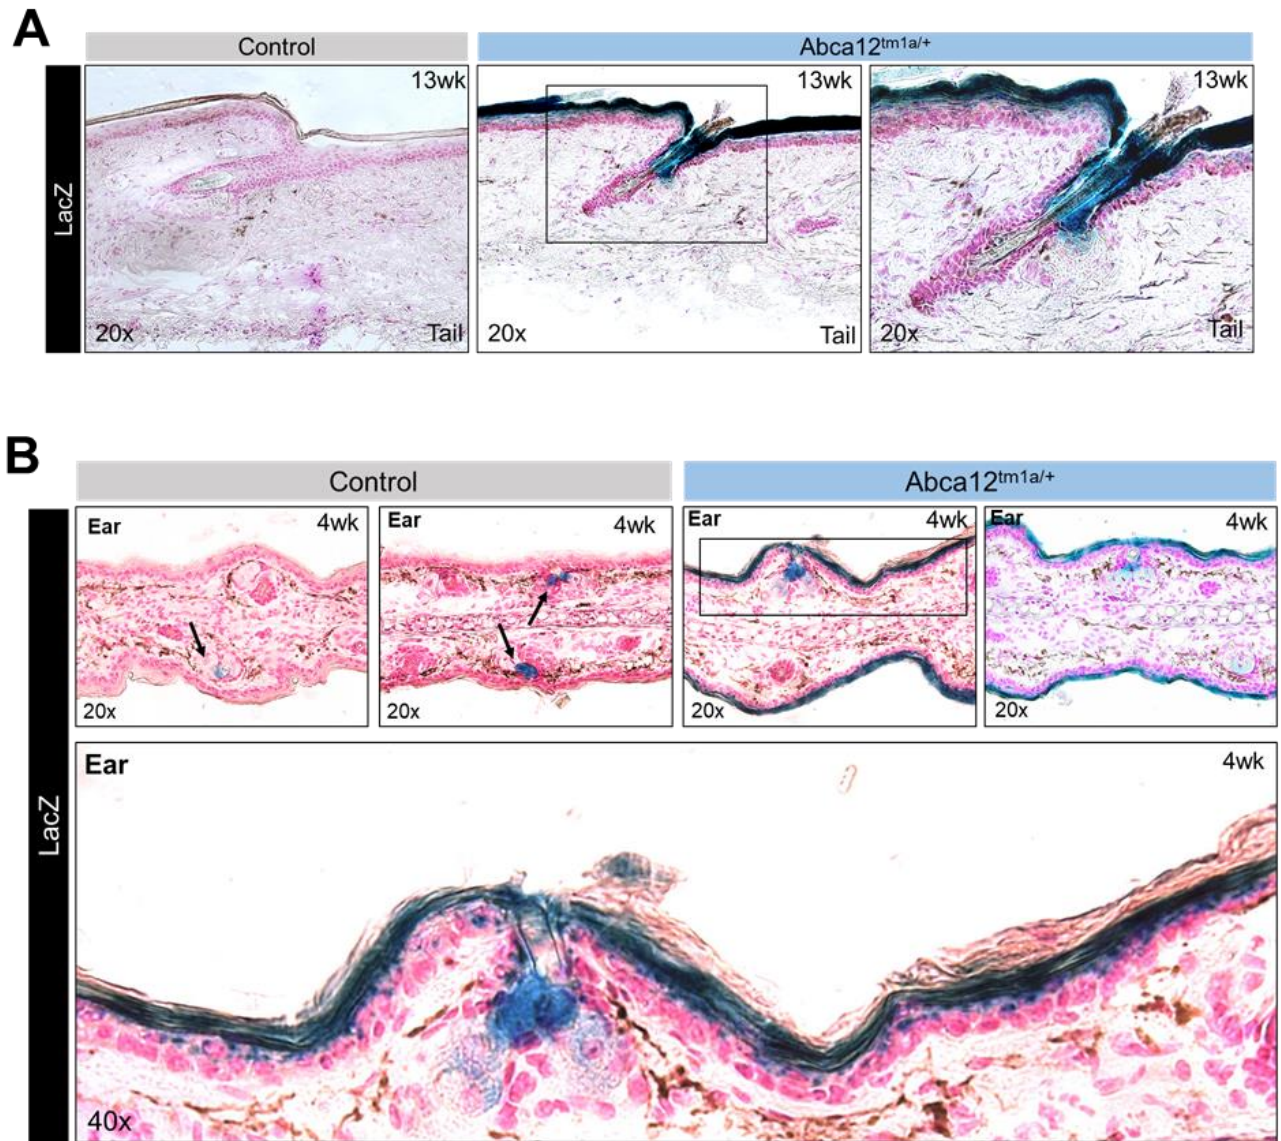 A
Control
Abca12tm1a/+
LacZ
13wk
20x
Tail
13wk
20x
Tail
13wk
20x
Tail
B
Control
Abca12tm1a/+
LacZ
Ear
4wk
20x
Ear
4wk
20x
Ear
4wk
20x
Ear
4wk
20x
Ear
4wk
40x